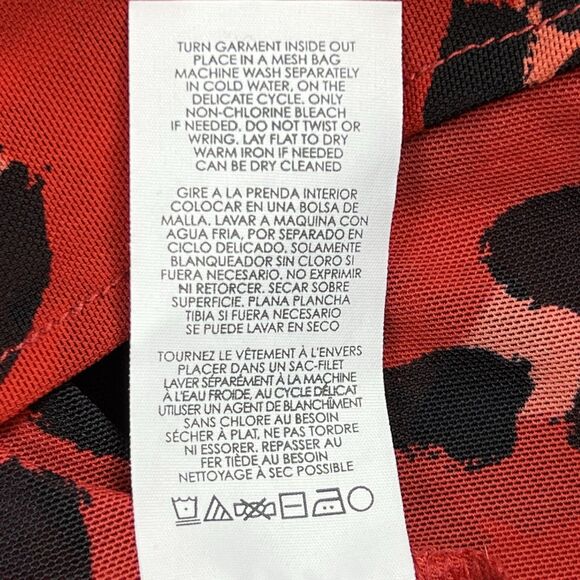 TURN GARMENT INSIDE OUT
PLACE IN A MESH BAG
MACHINE WASH SEPARATELY
IN COLD WATER, ON THE
DELICATE CYCLE. ONLY
NON-CHLORINE BLEACH
IF NEEDED. DO NOT TWIST OR
WRING. LAY FLAT TO DRY
WARM IRON IF NEEDED
CAN BE DRY CLEANED
GIRE A LA PRENDA INTERIOR
COLOCAR EN UNA BOLSA DE
MALLA. LAVAR A MAQUINA CON
AGUA FRIA, POR SEPARADO EN
CICLO DELICADO. SOLAMENTE
BLANQUEADOR SIN CLORO SI
FUERA NECESARIO. NO EXPRIMIR
NI RETORCER. SECAR SOBRE
SUPERFICIE. PLANA PLANCHA
TIBIA SI FUERA NECESARIO
SE PUEDE LAVAR EN SECO
TOURNEZ LE VÊTEMENT À L'ENVERS
PLACER DANS UN SAC-FILET
LAVER SÉPARÉMENT À LA MACHINE
À L'EAU FROIDE, AU CYCLE DÉLICAT
UTILISER UN AGENT DE BLANCHIMENT
SANS CHLORE AU BESOIN
SÉCHER À PLAT, NE PAS TORDRE
NI ESSORER. REPASSER AU
FER TIÈDE AU BESOIN
NETTOYAGE À SEC POSSIBLE